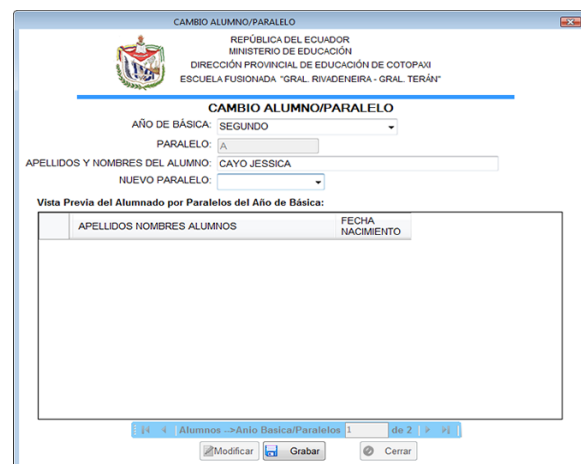 CAMBIO ALUMNO/PARALELO
REPÚBLICA DEL ECUADOR
MINISTERIO DE EDUCACIÓN
DIRECCIÓN PROVINCIAL DE EDUCACIÓN DE COTOPAXI
ESCUELA FUSIONADA "GRAL. RIVADENEIRA - GRAL. TERÁN"
CAMBIO ALUMNO/PARALELO
AÑO DE BÁSICA: SEGUNDO
PARALELO: A
APELLIDOS Y NOMBRES DEL ALUMNO: CAYO JESSICA
NUEVO PARALELO:
Vista Previa del Alumnado por Paralelos del Año de Básica:
APELLIDOS NOMBRES ALUMNOS
FECHA
NACIMIENTO
Alumnos -->Anio Basica/Paralelos 1 de 2
Modificar Grabar Cerrar